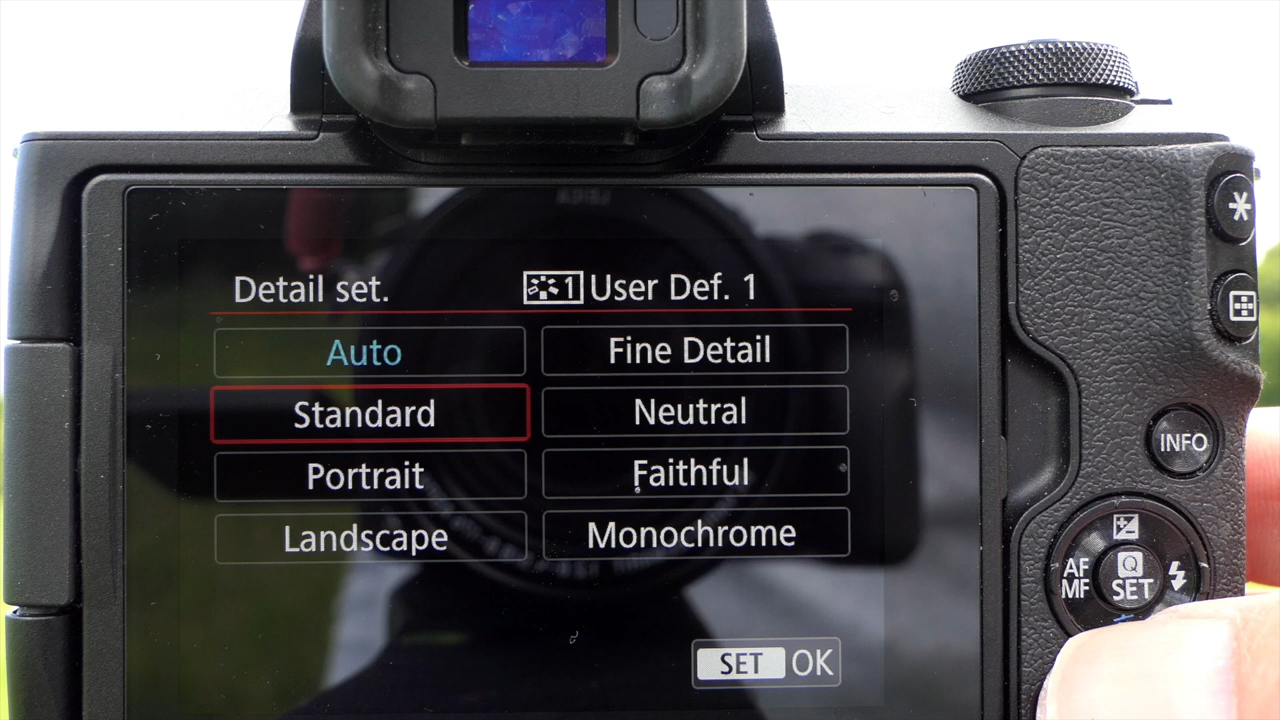 Detail set. 1 User Def. 1
Auto Fine Detail
Standard Neutral
Portrait Faithful
Landscape Monochrome
SET OK
INFO
AF
MF
Q
SET